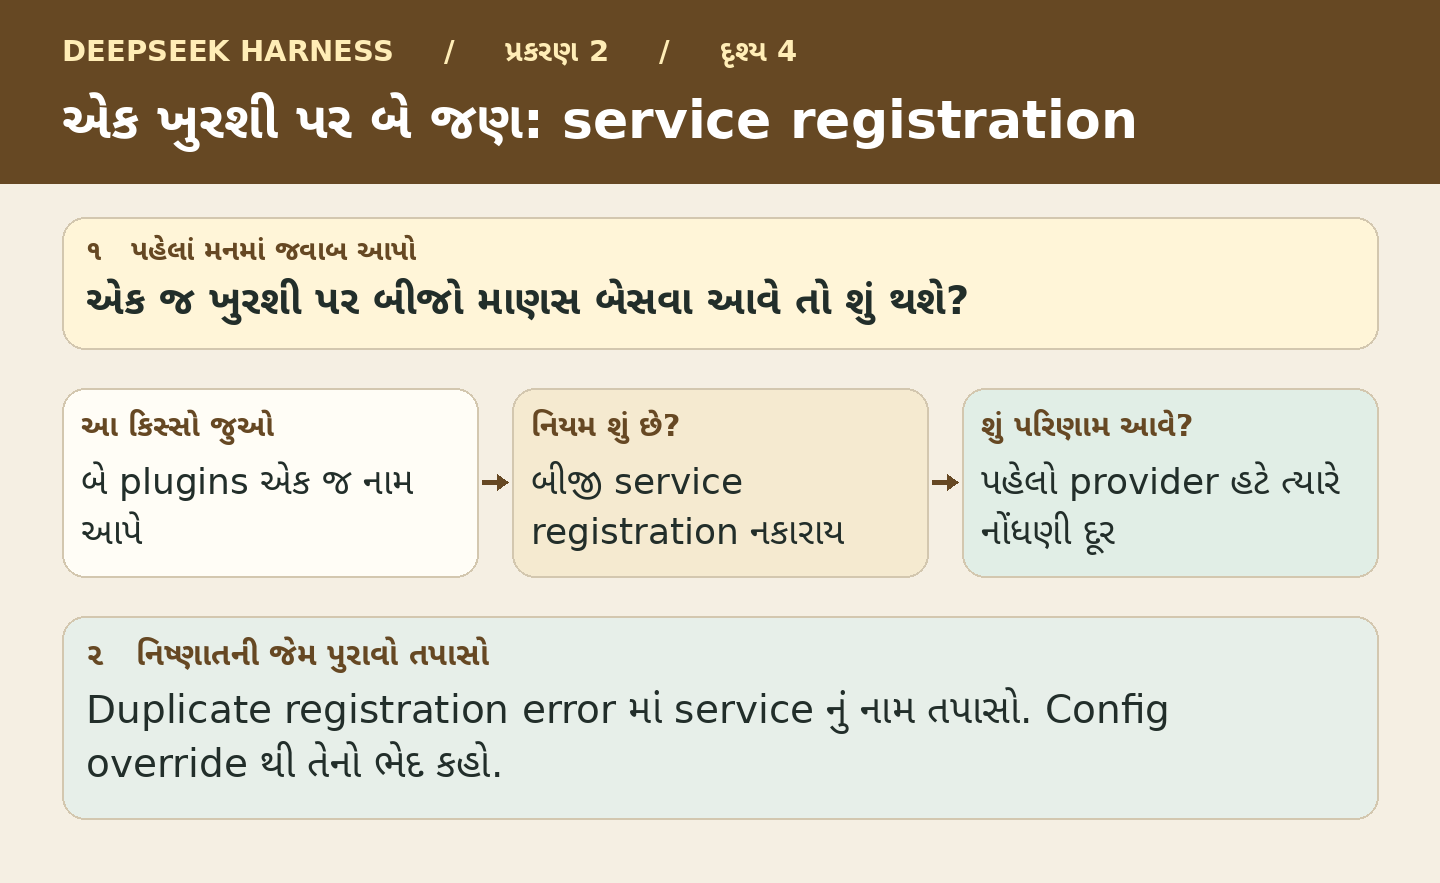 DEEPSEEK HARNESS / પ્રકરણ 2 / દૃશ્ય 4
એક ખુરશી પર બે જણ: service registration
૧ પહેલાં મનમાં જવાબ આપો
એક જ ખુરશી પર બીજો માણસ બેસવા આવે તો શું થશે?
આ કિસ્સો જુઓ
બે plugins એક જ નામ
આપે
નિયમ શું છે?
બીજી service
registration નકારાય
શું પરિણામ આવે?
પહેલો provider હટે ત્યારે
નોંધણી દૂર
૨ નિષ્ણાતની જેમ પુરાવો તપાસો
Duplicate registration error માં service નું નામ તપાસો. Config
override થી તેનો ભેદ કહો.